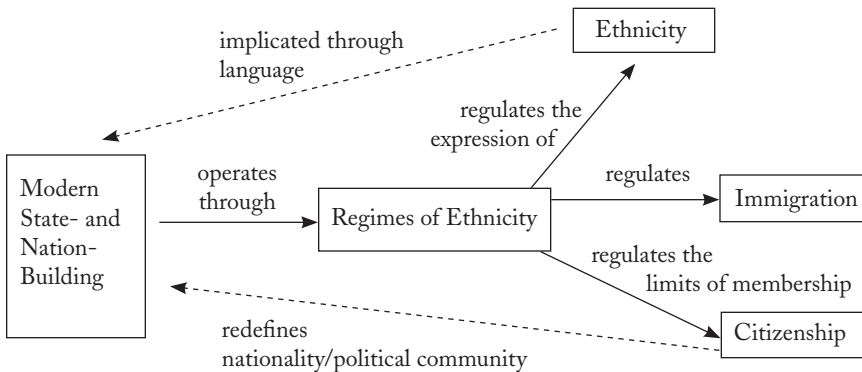 Ethnicity
implicated through
language
regulates the
expression of
Modern
State- and
Nation-
Building
operates
through
Regimes of Ethnicity
regulates
Immigration
regulates the
limits of membership
Citizenship
redefines
nationality/political community